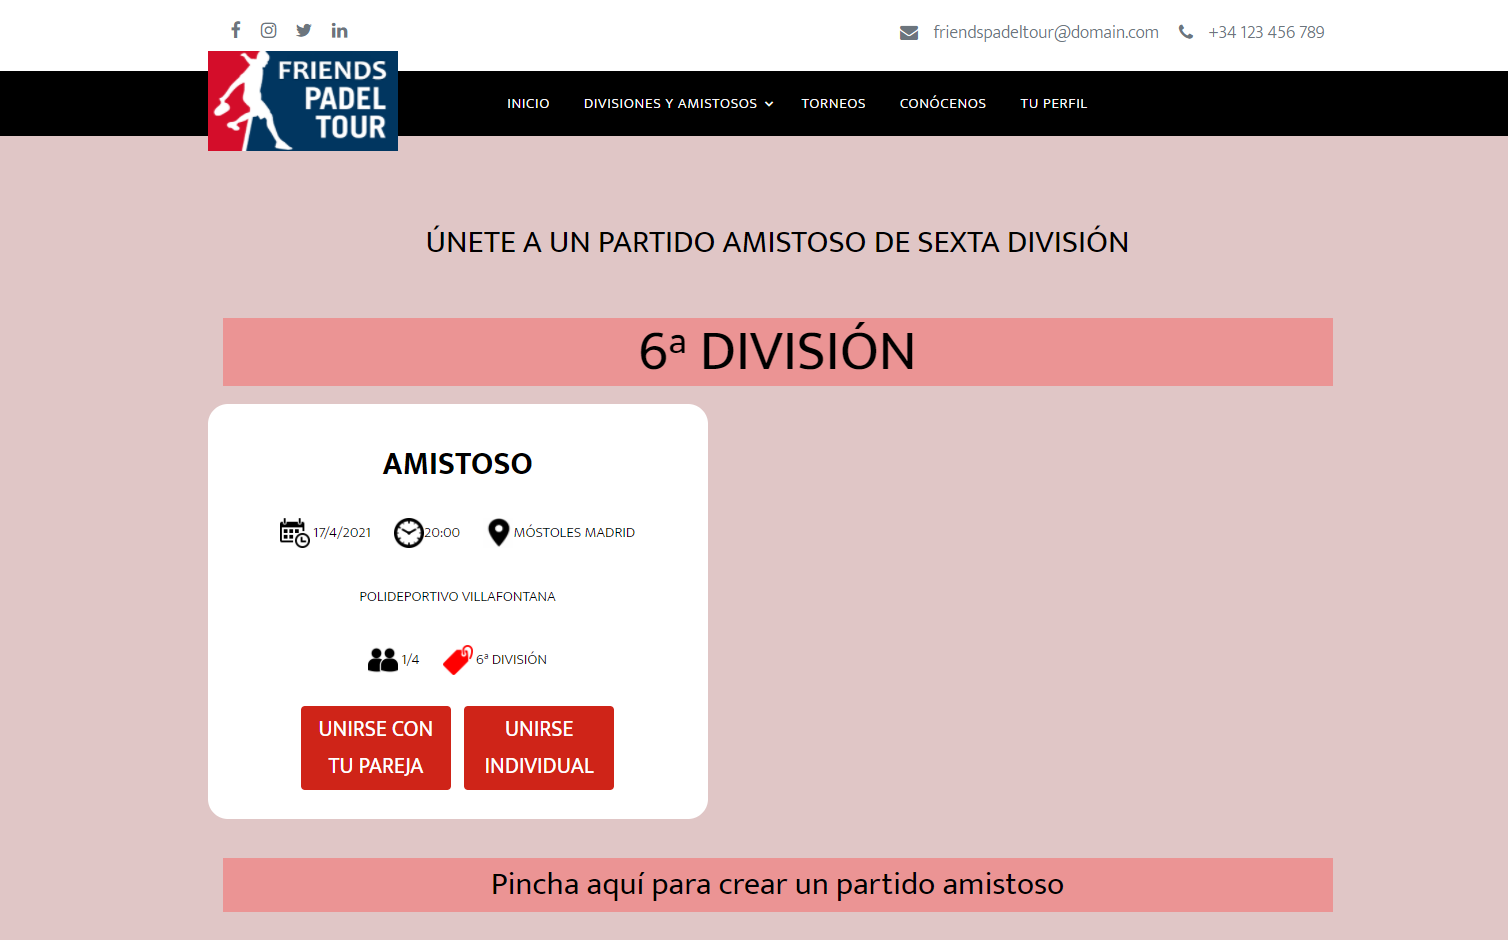 friendspadeltour@domain.com +34 123 456 789
FRIENDS
PADEL
TOUR
INICIO DIVISIONES Y AMISTOSOS TORNEOS CONÓCENOS TU PERFIL
ÚNETE A UN PARTIDO AMISTOSO DE SEXTA DIVISIÓN
6ª DIVISIÓN
AMISTOSO
17/4/2021 20:00 MÓSTOLES MADRID
POLIDEPORTIVO VILLAFONTANA
1/4 6ª DIVISIÓN
UNIRSE CON
TU PAREJA
UNIRSE
INDIVIDUAL
Pincha aquí para crear un partido amistoso